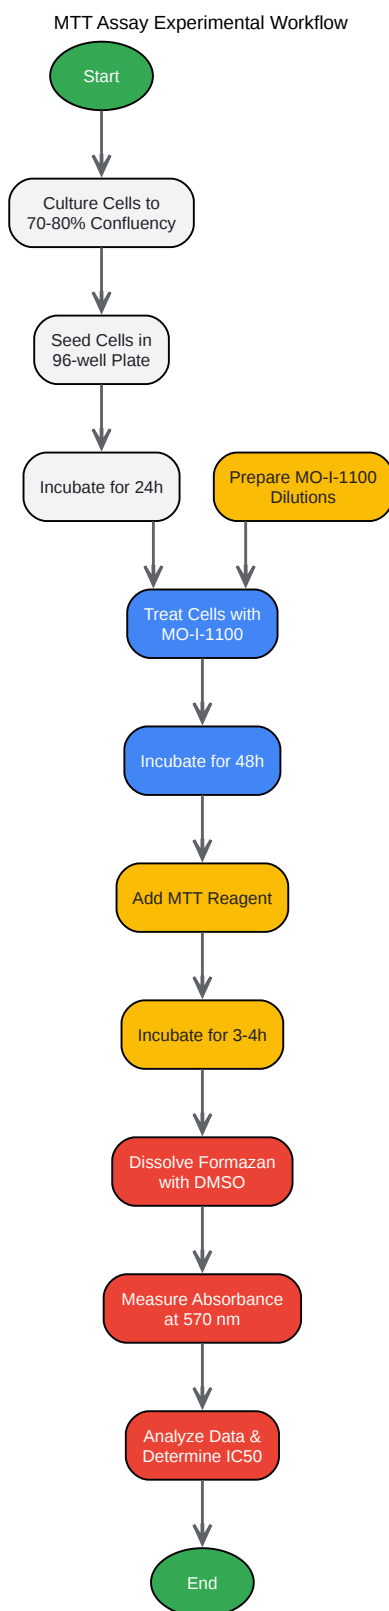 MTT Assay Experimental Workflow
Start
Culture Cells to
70-80% Confluency
Seed Cells in
96-well Plate
Incubate for 24h
Prepare MO-I-1100
Dilutions
Treat Cells with
MO-I-1100
Incubate for 48h
Add MTT Reagent
Incubate for 3-4h
Dissolve Formazan
with DMSO
Measure Absorbance
at 570 nm
Analyze Data &
Determine IC50
End